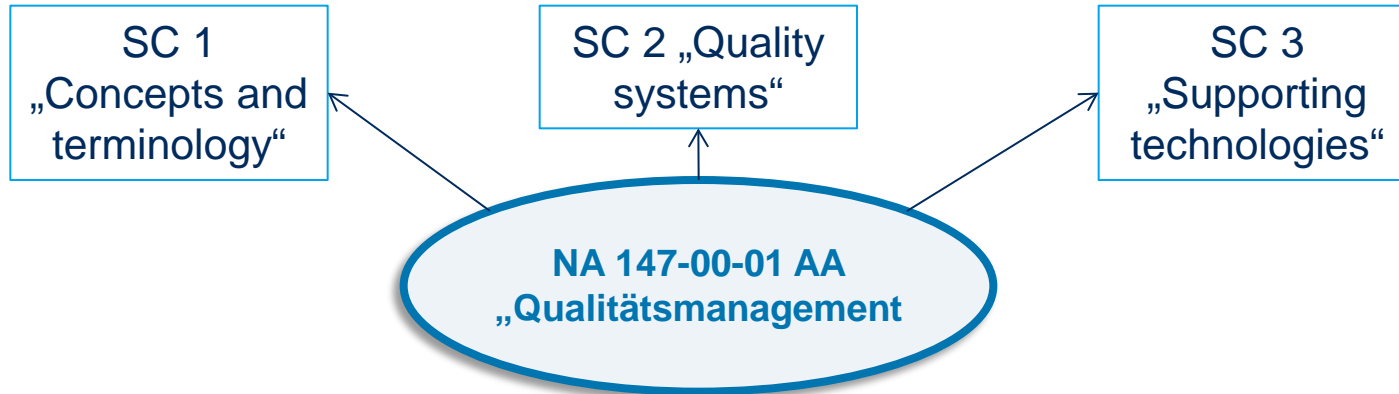 SC 1
„Concepts and
terminology“
SC 2 „Quality
systems“
SC 3
„Supporting
technologies“
NA 147-00-01 AA
„Qualitätsmanagement